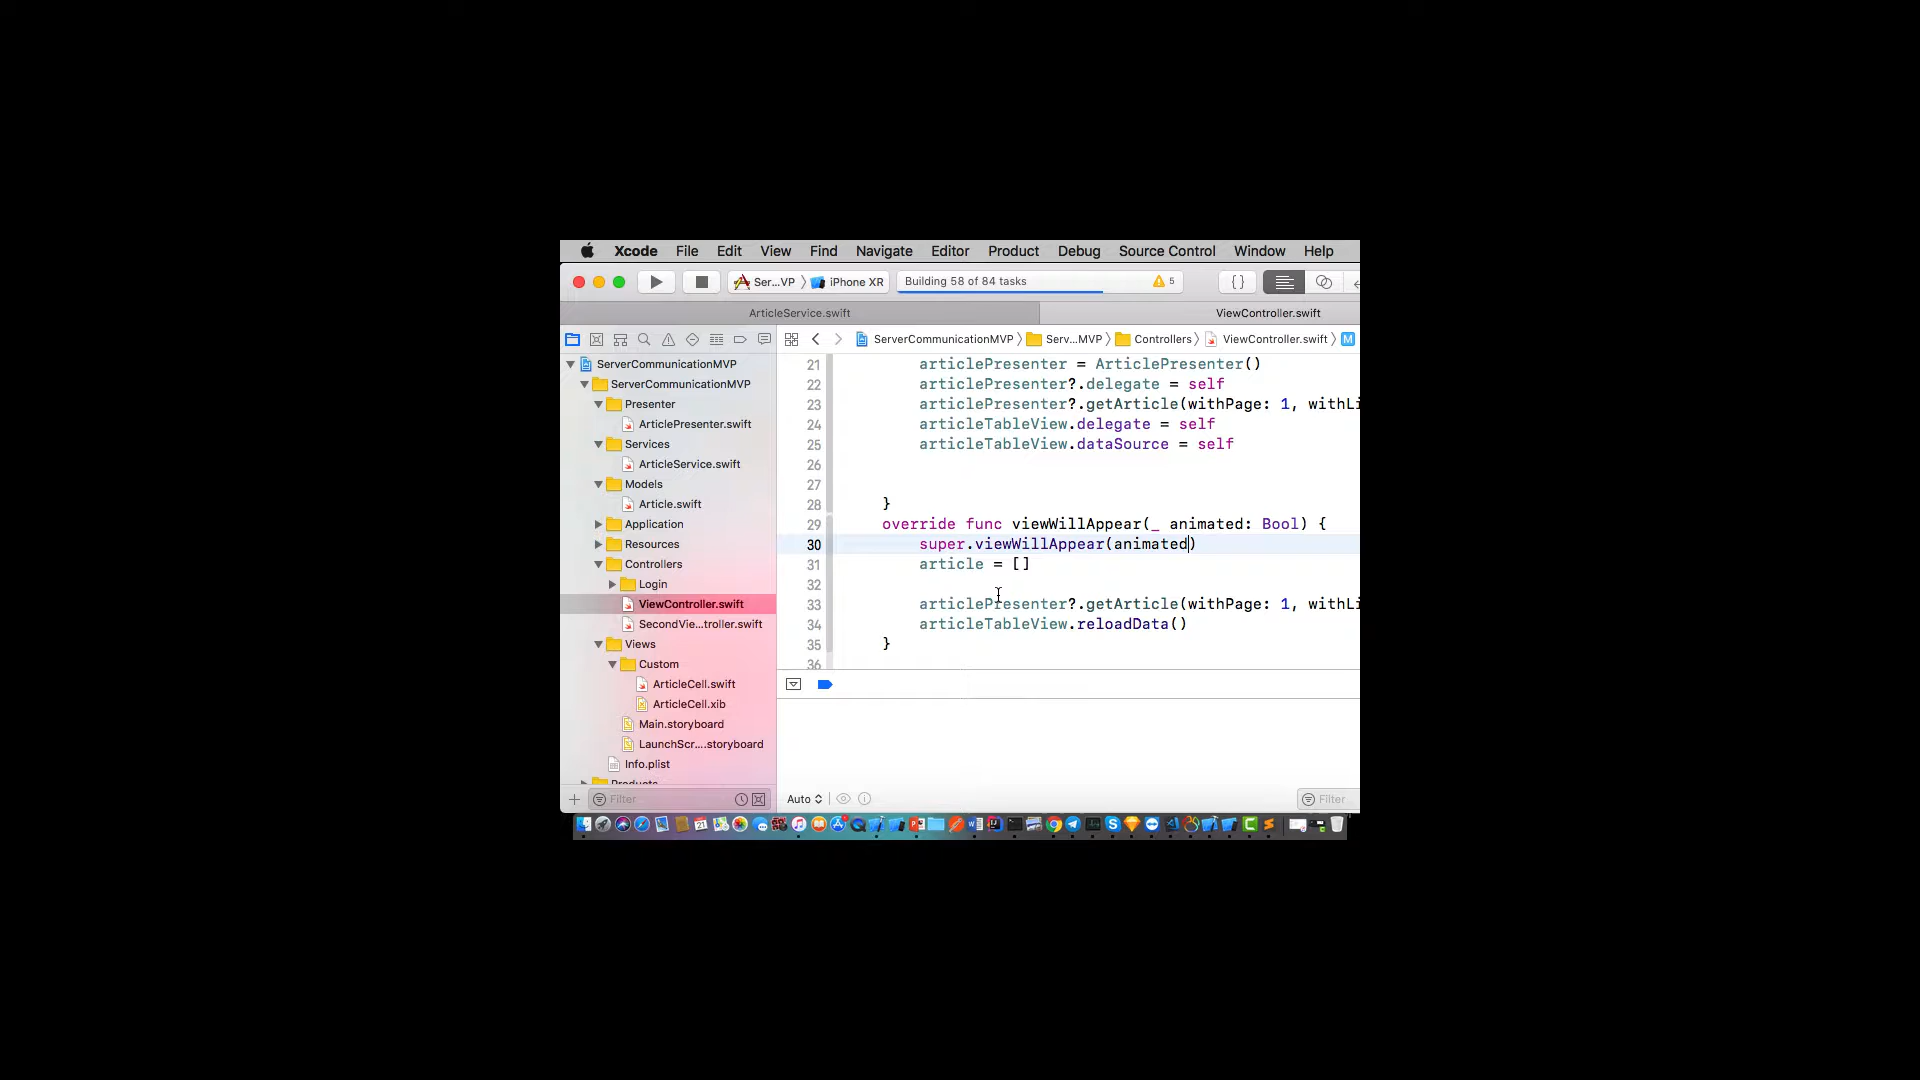 Xcode File Edit View Find Navigate Editor Product Debug Source Control Window Help
Ser...VP iPhone XR Building 58 of 84 tasks 5
ArticleService.swift ViewController.swift
ServerCommunicationMVP Serv...MVP Controllers ViewController.swift M
ServerCommunicationMVP
ServerCommunicationMVP
Presenter
ArticlePresenter.swift
Services
ArticleService.swift
Models
Article.swift
Application
Resources
Controllers
Login
ViewController.swift
SecondVie...troller.swift
Views
Custom
ArticleCell.swift
ArticleCell.xib
Main.storyboard
LaunchScr....storyboard
Info.plist
Products
Filter
21 articlePresenter = ArticlePresenter()
22 articlePresenter?.delegate = self
23 articlePresenter?.getArticle(withPage: 1, withLi
24 articleTableView.delegate = self
25 articleTableView.dataSource = self
26
27
28 }
29 override func viewWillAppear(_ animated: Bool) {
30 super.viewWillAppear(animated)
31 article = []
32
33 articlePresenter?.getArticle(withPage: 1, withLi
34 articleTableView.reloadData()
35 }
36
Auto Filter